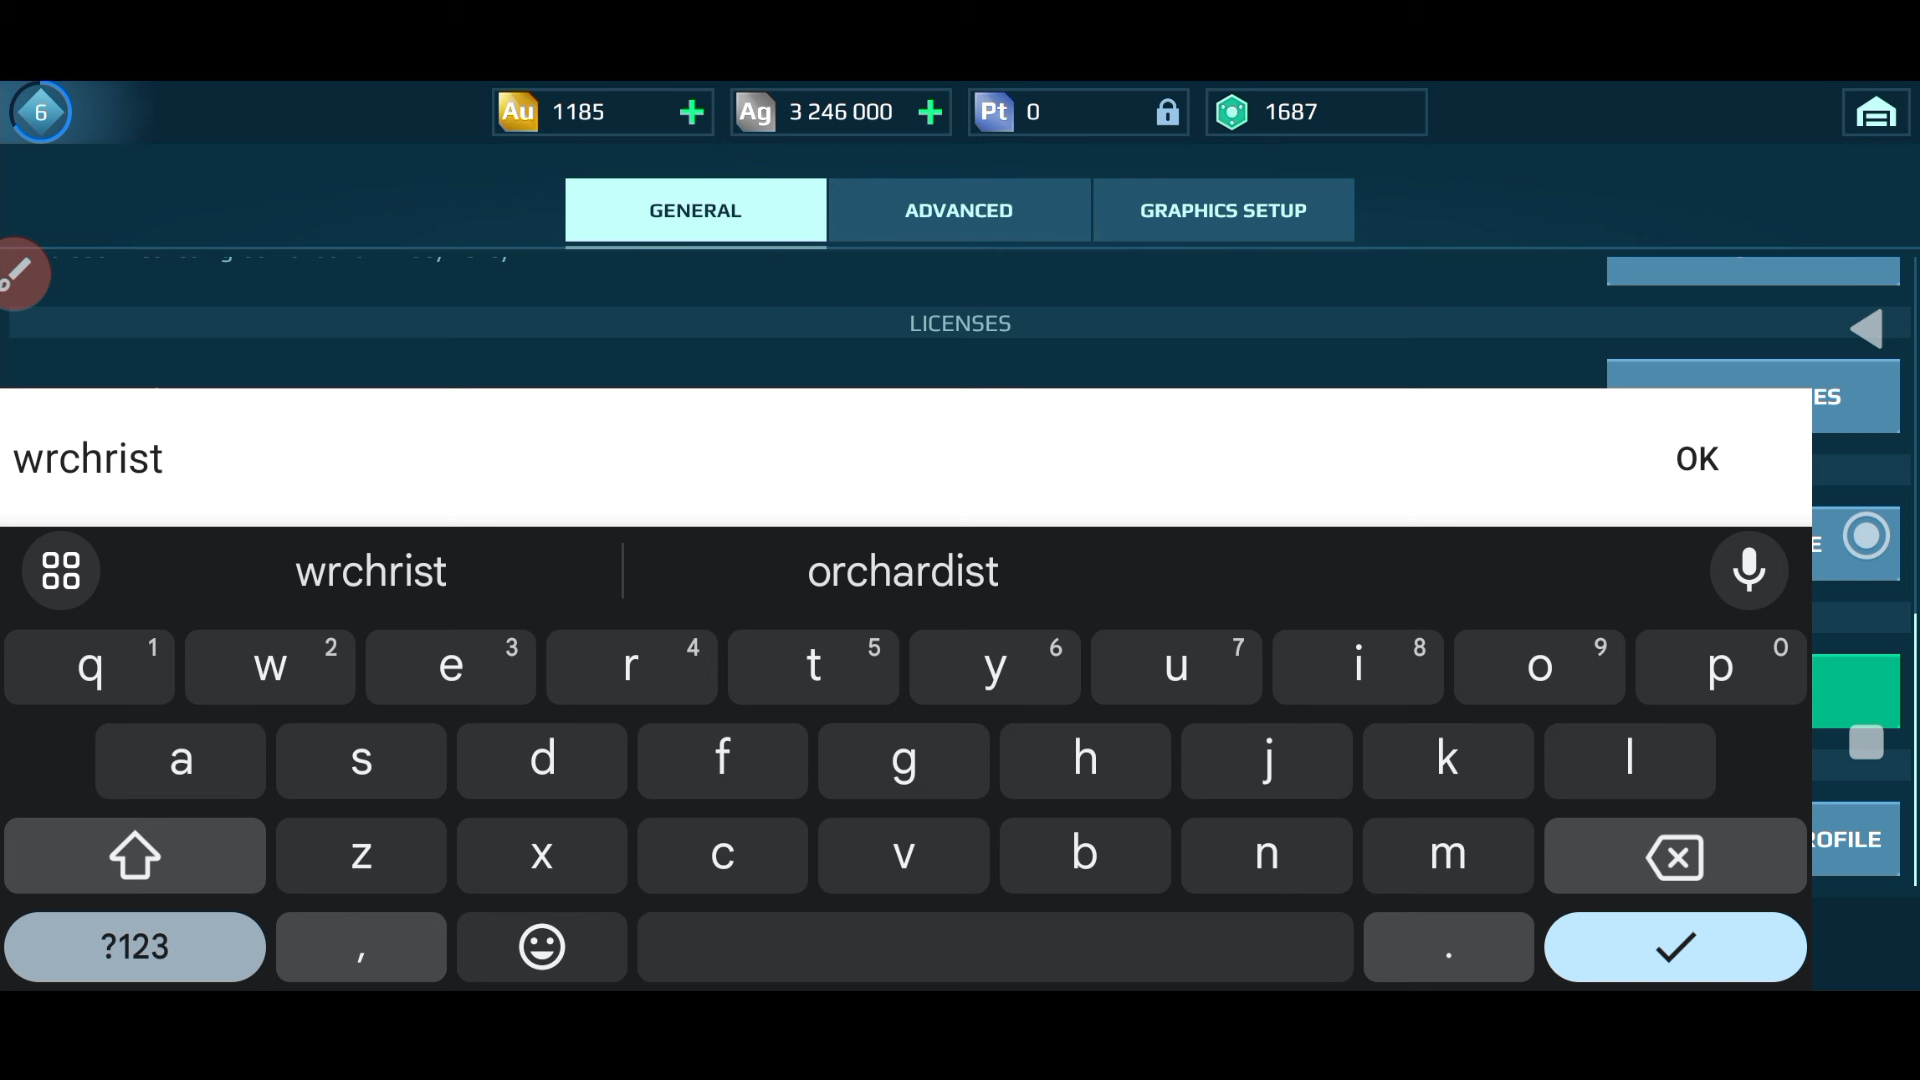 6
Au 1185
Ag 3 246 000
Pt 0
1687
GENERAL
ADVANCED
GRAPHICS SETUP
LICENSES
ES
wrchrist
OK
E
wrchrist
orchardist
q 1 w 2 e 3 r 4 t 5 y 6 u 7 i 8 o 9 p 0
a s d f g h j k l
z x c v b n m
ROFILE
?123 , .